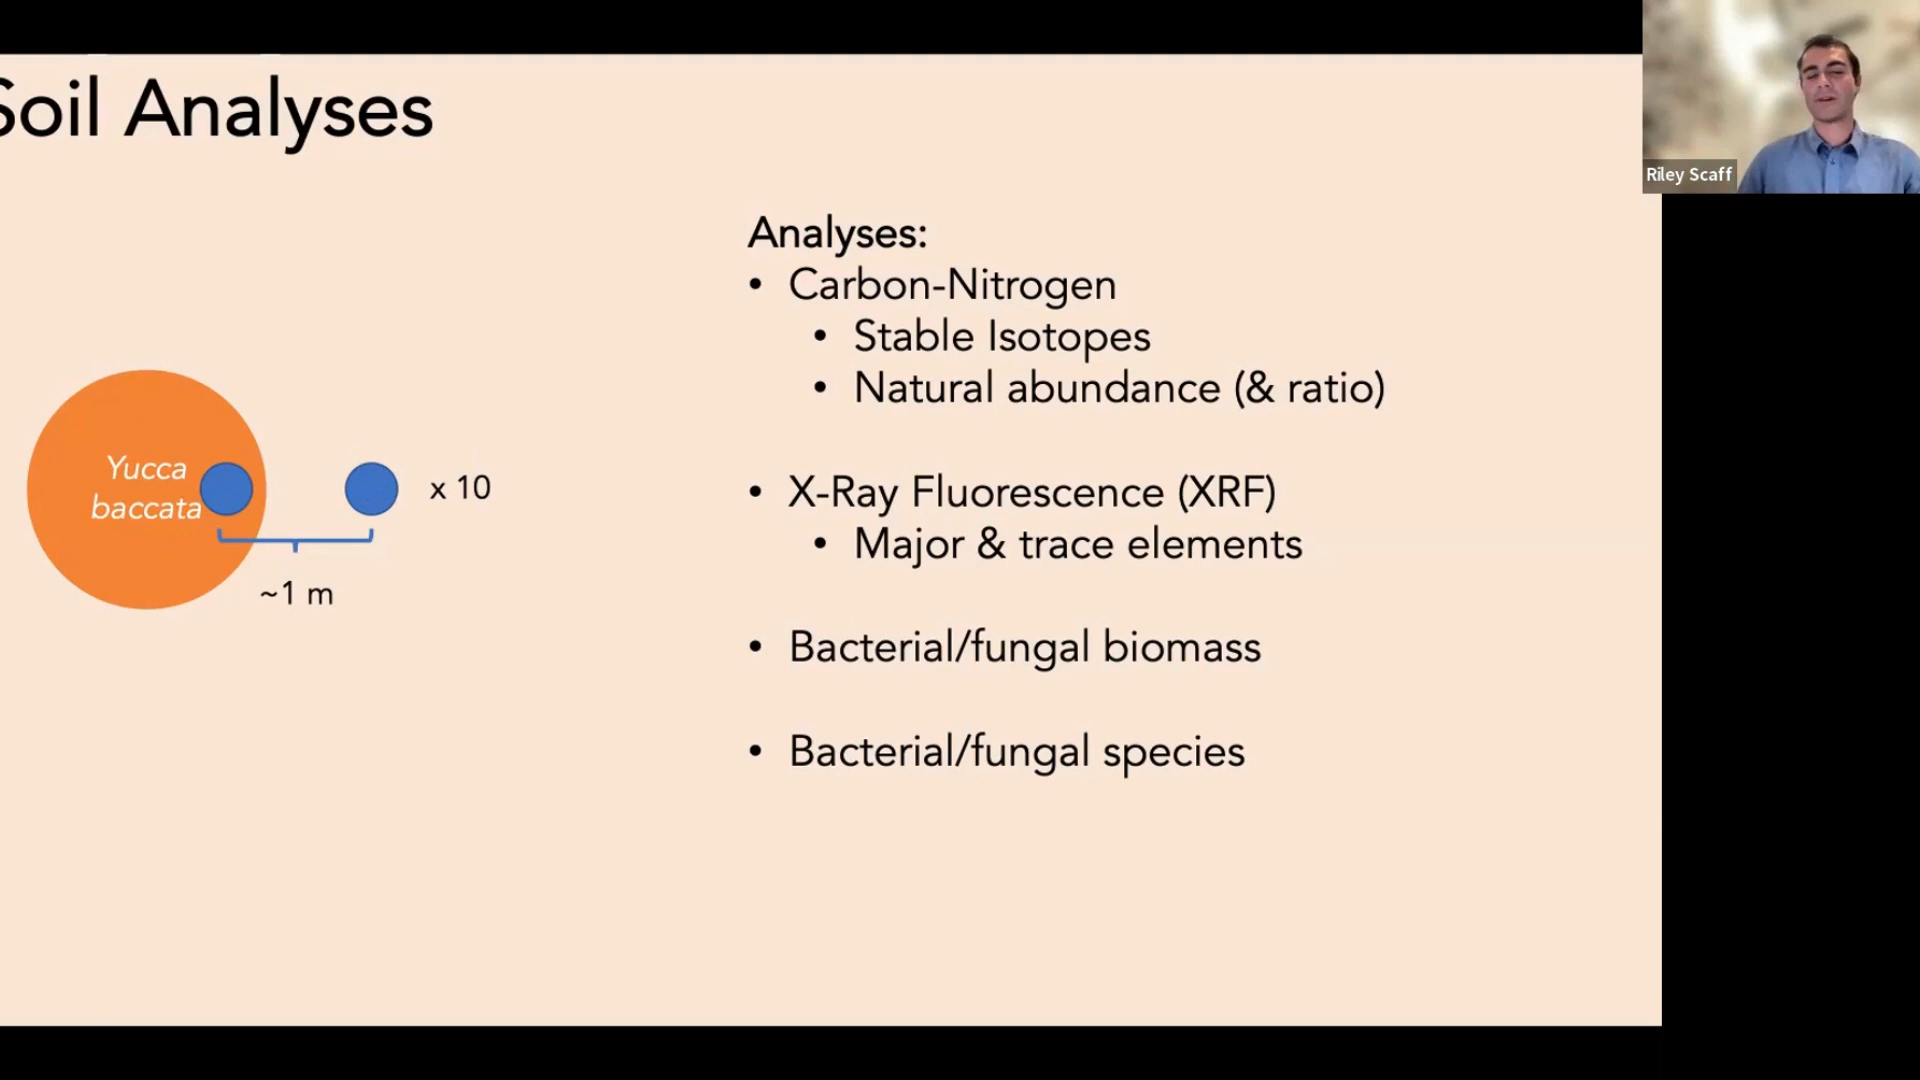 Soil Analyses
Riley Scaff
Analyses:
• Carbon-Nitrogen
• Stable Isotopes
• Natural abundance (& ratio)
• X-Ray Fluorescence (XRF)
• Major & trace elements
• Bacterial/fungal biomass
• Bacterial/fungal species
Yucca
baccata
x 10
~1 m